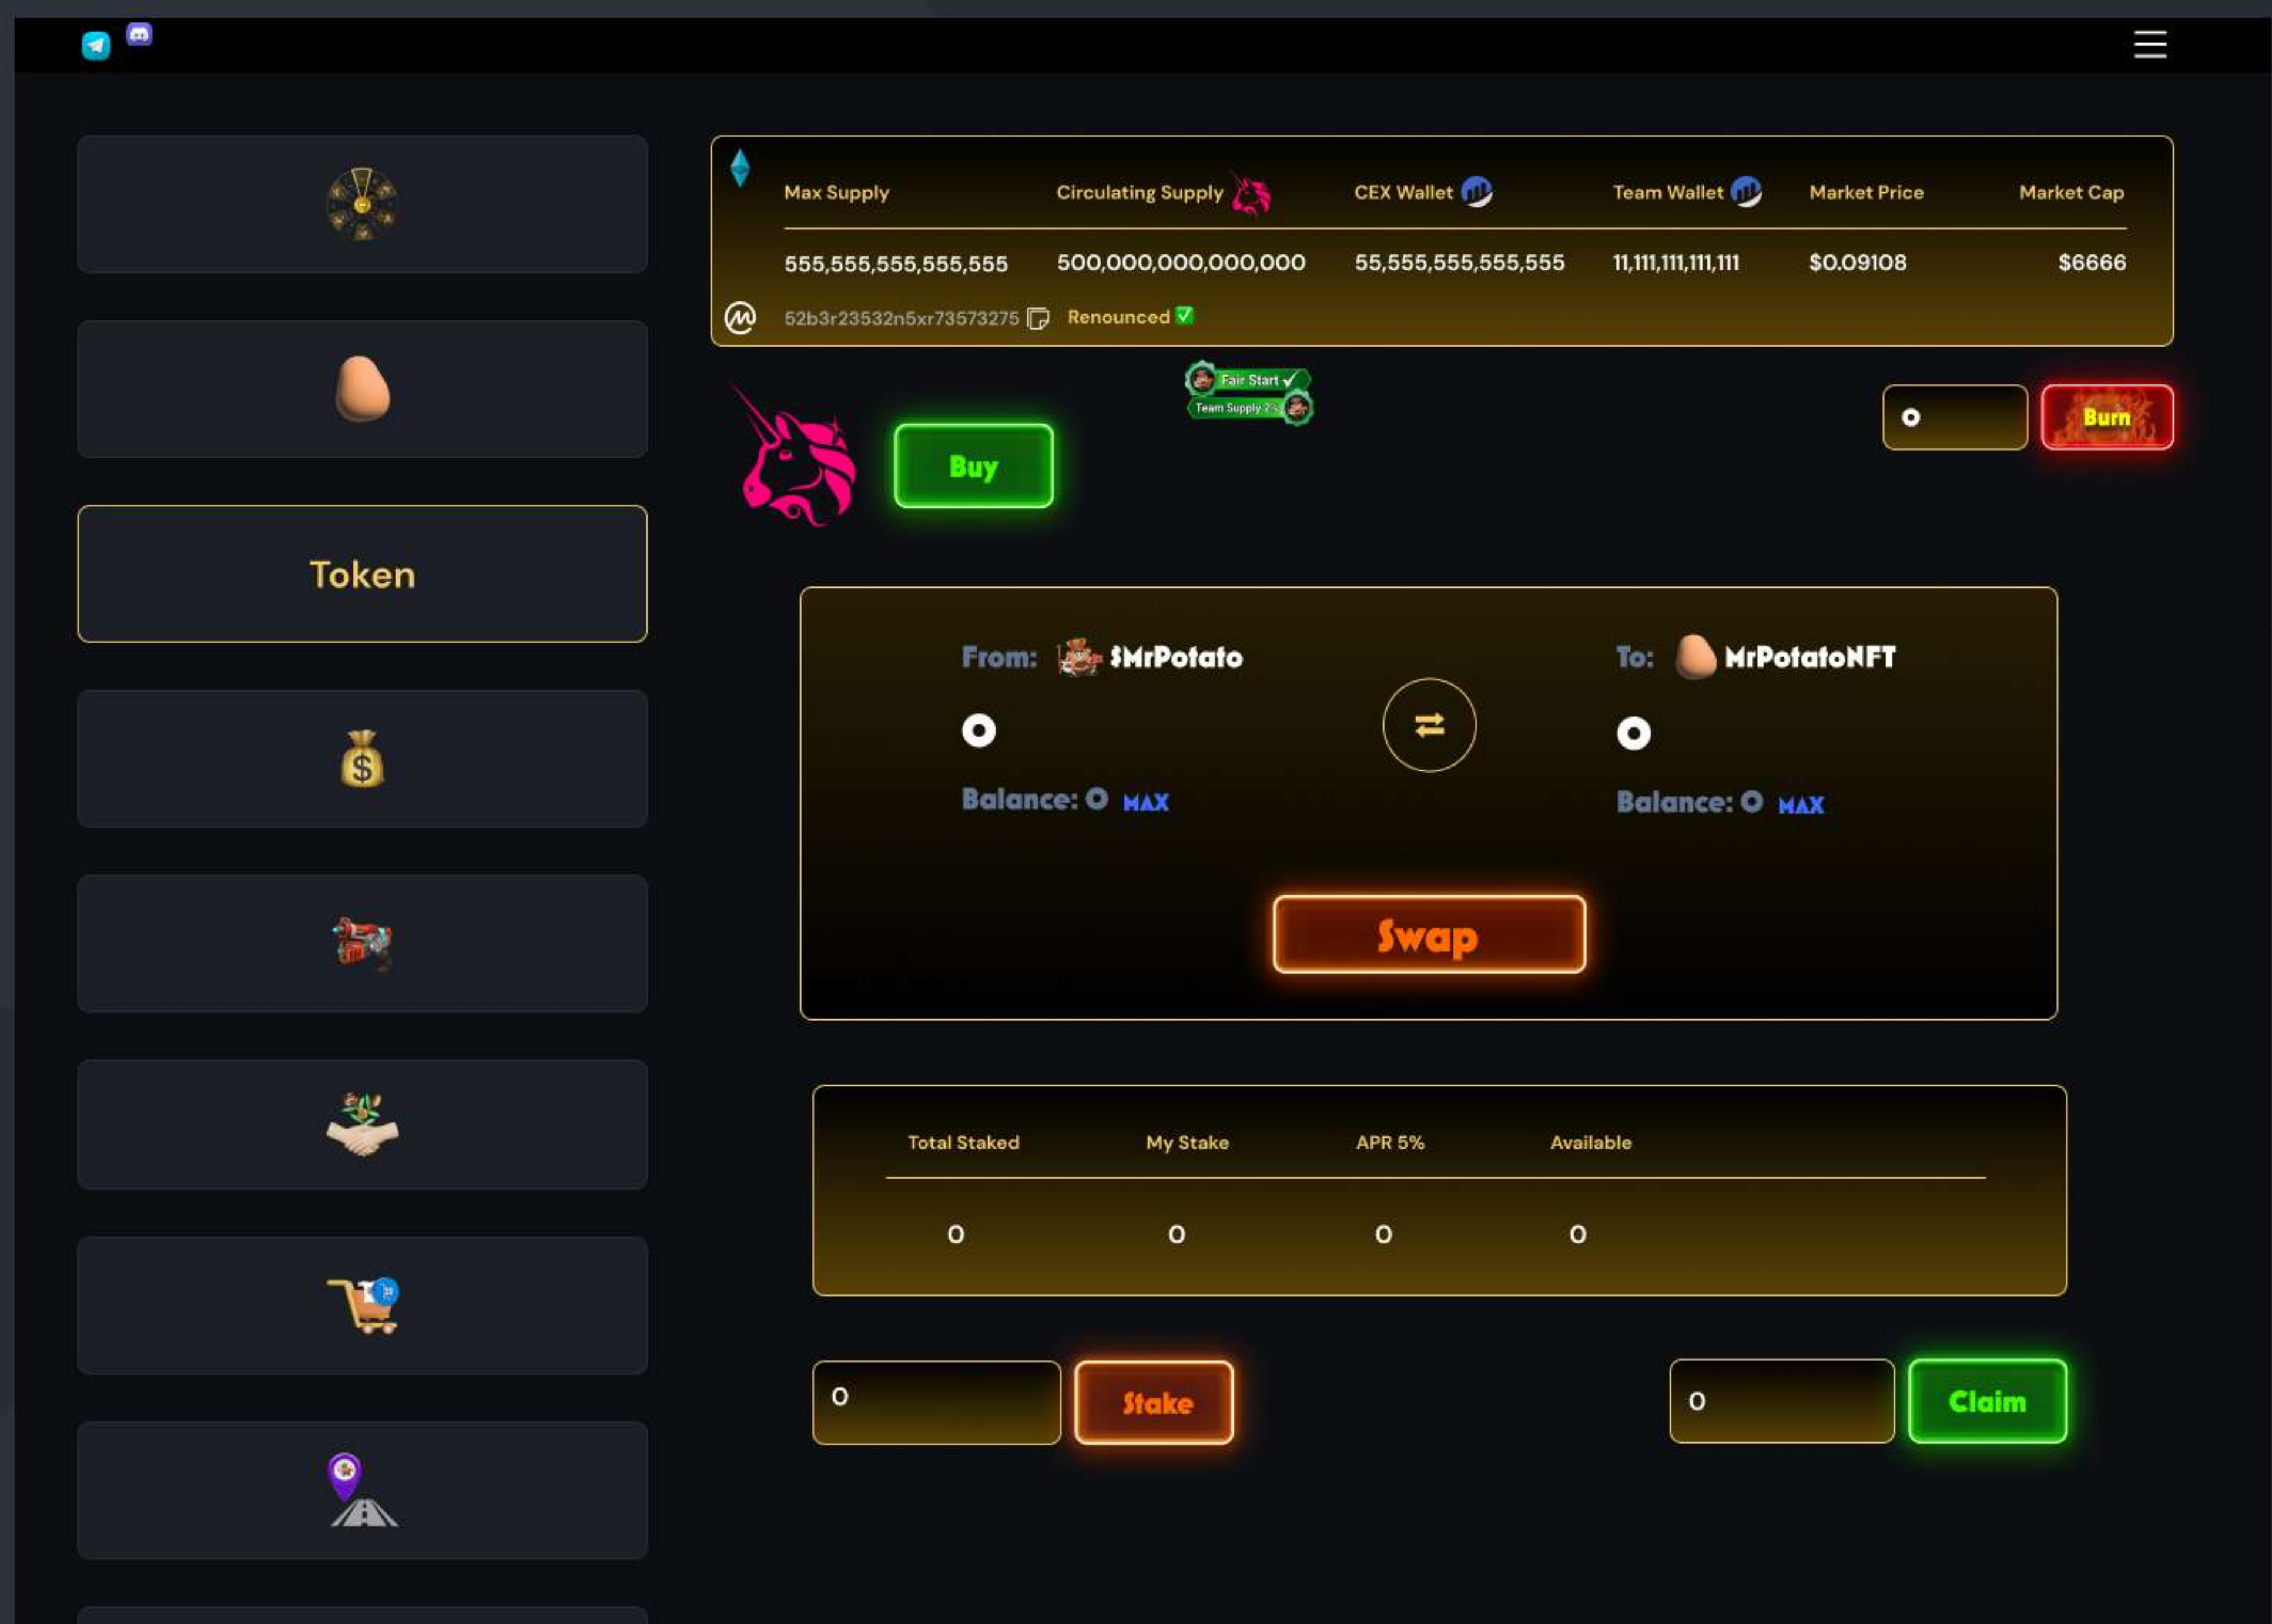 Max Supply Circulating Supply CEX Wallet Team Wallet Market Price Market Cap
555,555,555,555,555 500,000,000,000,000 55,555,555,555,555 11,111,111,111,111 $0.09108 $6666
52b3r23532n5xr73573275 Renounced
Fair Start
Team Supply 2%
Buy
0 Burn
Token
From: $MrPotato To: MrPotatoNFT
0 0
Balance: 0 MAX Balance: 0 MAX
$
Swap
Total Staked My Stake APR 5% Available
0 0 0 0
0 Stake 0 Claim